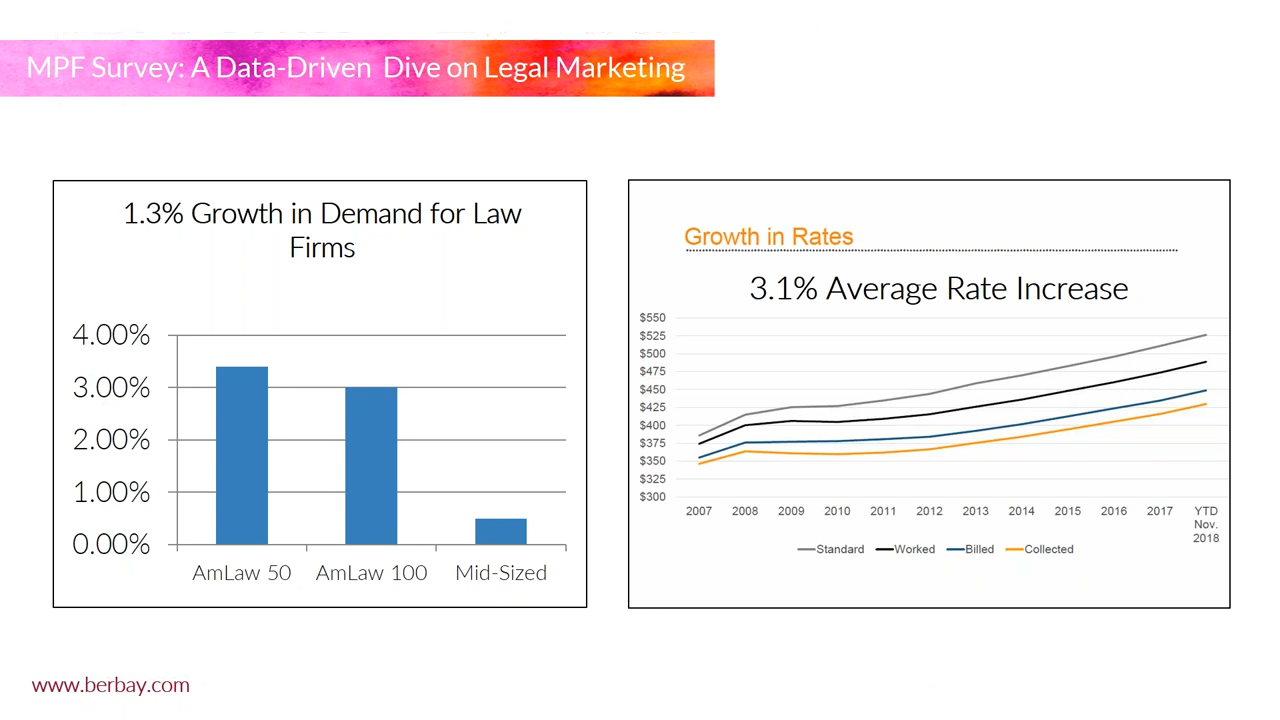 MPF Survey: A Data-Driven Dive on Legal Marketing
1.3% Growth in Demand for Law
Firms
4.00%
3.00%
2.00%
1.00%
0.00%
AmLaw 50 AmLaw 100 Mid-Sized
Growth in Rates
3.1% Average Rate Increase
$550
$525
$500
$475
$450
$425
$400
$375
$350
$325
$300
2007 2008 2009 2010 2011 2012 2013 2014 2015 2016 2017 YTD
Nov.
2018
Standard Worked Billed Collected
www.berbay.com